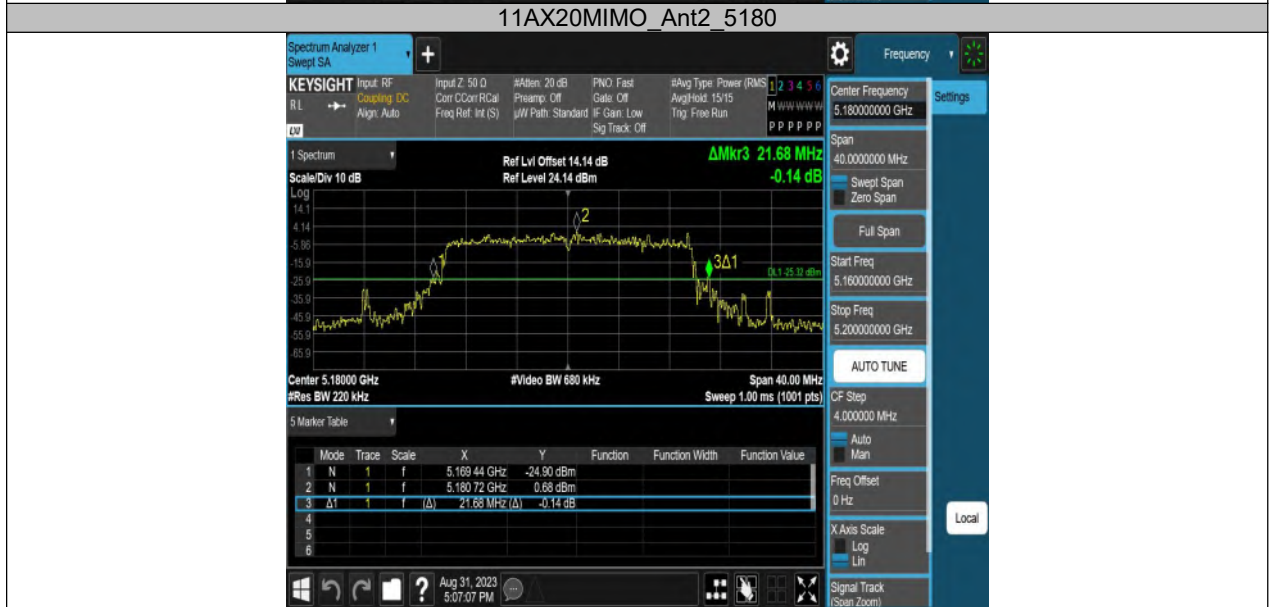 11AX20MIMO_Ant2_5180
Spectrum Analyzer 1
Swept SA
+
Frequency
KEYSIGHT
Input: RF
Coupling: DC
Align: Auto
Input Z: 50 Ω
Corr CCorr RCal
Freq Ref: Int (S)
#Atten: 20 dB
Preamp: Off
µW Path: Standard
PNO: Fast
Gate: Off
IF Gain: Low
Sig Track: Off
#Avg Type: Power (RMS
Avg|Hold: 15/15
Trig: Free Run
1 2 3 4 5 6
M W W W W W
P P P P P P
RL
LXI
Center Frequency
5.180000000 GHz
Settings
Span
40.0000000 MHz
Swept Span
Zero Span
Full Span
Start Freq
5.160000000 GHz
Stop Freq
5.200000000 GHz
AUTO TUNE
CF Step
4.000000 MHz
Auto
Man
Freq Offset
0 Hz
X Axis Scale
Log
Lin
Signal Track
(Span Zoom)
Local
1 Spectrum
Scale/Div 10 dB
Ref Lvl Offset 14.14 dB
Ref Level 24.14 dBm
ΔMkr3 21.68 MHz
-0.14 dB
Log
14.1
4.14
-5.86
-15.9
-25.9
-35.9
-45.9
-55.9
-65.9
1
2
3Δ1
DL1 -25.32 dBm
Center 5.18000 GHz
#Video BW 680 kHz
Span 40.00 MHz
#Res BW 220 kHz
Sweep 1.00 ms (1001 pts)
5 Marker Table
Mode Trace Scale X Y Function Function Width Function Value
1 N 1 f 5.169 44 GHz -24.90 dBm
2 N 1 f 5.180 72 GHz 0.68 dBm
3 Δ1 1 f (Δ) 21.68 MHz (Δ) -0.14 dB
4
5
6
?
Aug 31, 2023
5:07:07 PM